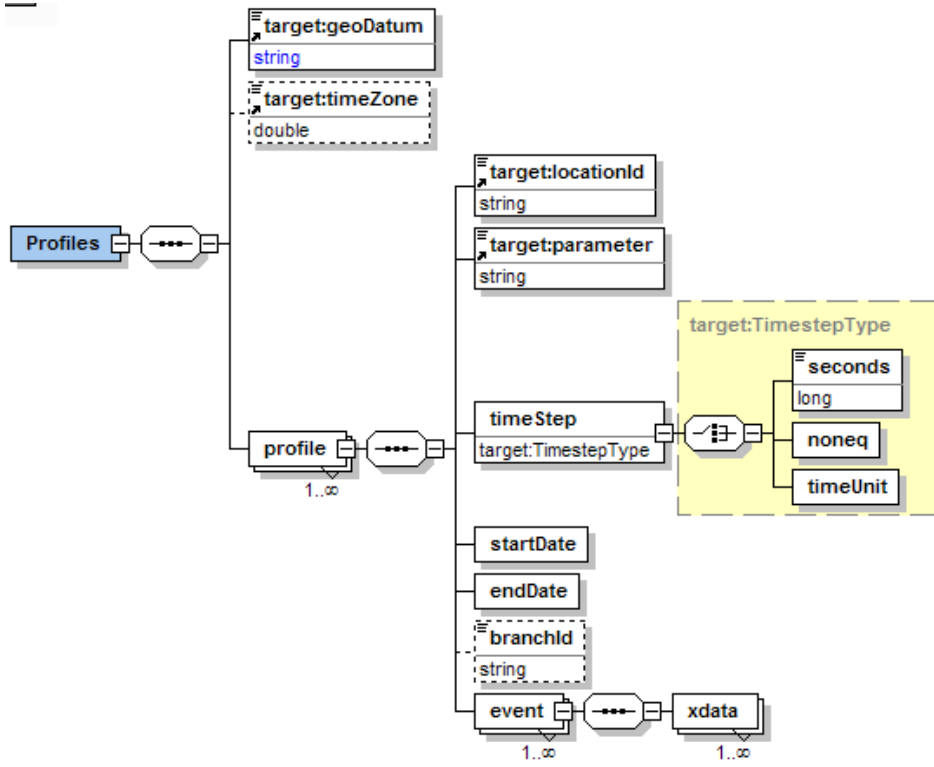 target:geoDatum
string
target:timeZone
double
target:locationId
string
target:parameter
string
Profiles
target:TimestepType
seconds
long
timeStep
target:TimestepType
noneq
profile
1..∞
timeUnit
startDate
endDate
branchId
string
event
xdata
1..∞
1..∞